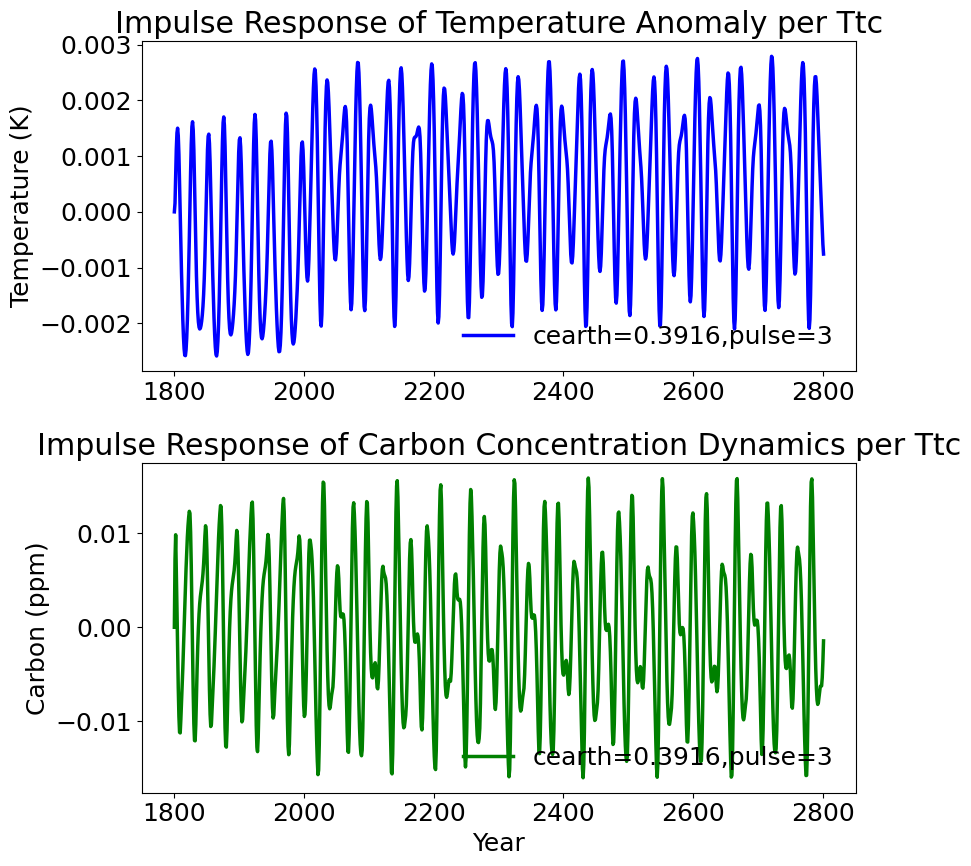 Impulse Response of Temperature Anomaly per Ttc
0.003
0.002
0.001
0.000
−0.001
−0.002
Temperature (K)
cearth=0.3916,pulse=3
1800 2000 2200 2400 2600 2800
Impulse Response of Carbon Concentration Dynamics per Ttc
0.01
0.00
−0.01
Carbon (ppm)
cearth=0.3916,pulse=3
1800 2000 2200 2400 2600 2800
Year